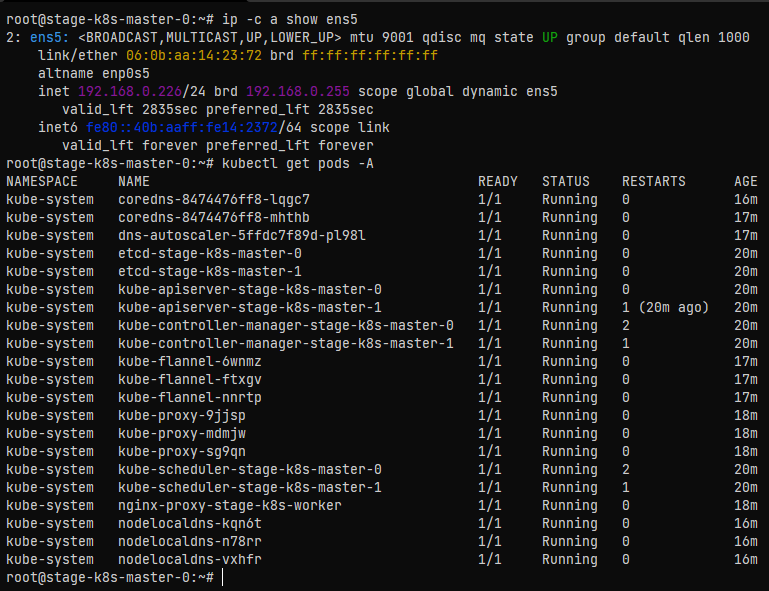 root@stage-k8s-master-0:~# ip -c a show ens5
2: ens5: <BROADCAST,MULTICAST,UP,LOWER_UP> mtu 9001 qdisc mq state UP group default qlen 1000
    link/ether 06:0b:aa:14:23:72 brd ff:ff:ff:ff:ff:ff
    altname enp0s5
    inet 192.168.0.226/24 brd 192.168.0.255 scope global dynamic ens5
       valid_lft 2835sec preferred_lft 2835sec
    inet6 fe80::40b:aaff:fe14:2372/64 scope link
       valid_lft forever preferred_lft forever
root@stage-k8s-master-0:~# kubectl get pods -A
NAMESPACE     NAME                                         READY   STATUS    RESTARTS      AGE
kube-system   coredns-8474476ff8-lqgc7                     1/1     Running   0             16m
kube-system   coredns-8474476ff8-mhthb                     1/1     Running   0             17m
kube-system   dns-autoscaler-5ffdc7f89d-pl98l              1/1     Running   0             17m
kube-system   etcd-stage-k8s-master-0                      1/1     Running   0             20m
kube-system   etcd-stage-k8s-master-1                      1/1     Running   0             20m
kube-system   kube-apiserver-stage-k8s-master-0            1/1     Running   0             20m
kube-system   kube-apiserver-stage-k8s-master-1            1/1     Running   1 (20m ago)   20m
kube-system   kube-controller-manager-stage-k8s-master-0   1/1     Running   2             20m
kube-system   kube-controller-manager-stage-k8s-master-1   1/1     Running   1             20m
kube-system   kube-flannel-6wnmz                           1/1     Running   0             17m
kube-system   kube-flannel-ftxgv                           1/1     Running   0             17m
kube-system   kube-flannel-nnrtp                           1/1     Running   0             17m
kube-system   kube-proxy-9jjsp                             1/1     Running   0             18m
kube-system   kube-proxy-mdmjw                             1/1     Running   0             18m
kube-system   kube-proxy-sg9qn                             1/1     Running   0             18m
kube-system   kube-scheduler-stage-k8s-master-0            1/1     Running   2             20m
kube-system   kube-scheduler-stage-k8s-master-1            1/1     Running   1             20m
kube-system   nginx-proxy-stage-k8s-worker                 1/1     Running   0             18m
kube-system   nodelocaldns-kqn6t                           1/1     Running   0             16m
kube-system   nodelocaldns-n78rr                           1/1     Running   0             16m
kube-system   nodelocaldns-vxhfr                           1/1     Running   0             16m
root@stage-k8s-master-0:~#